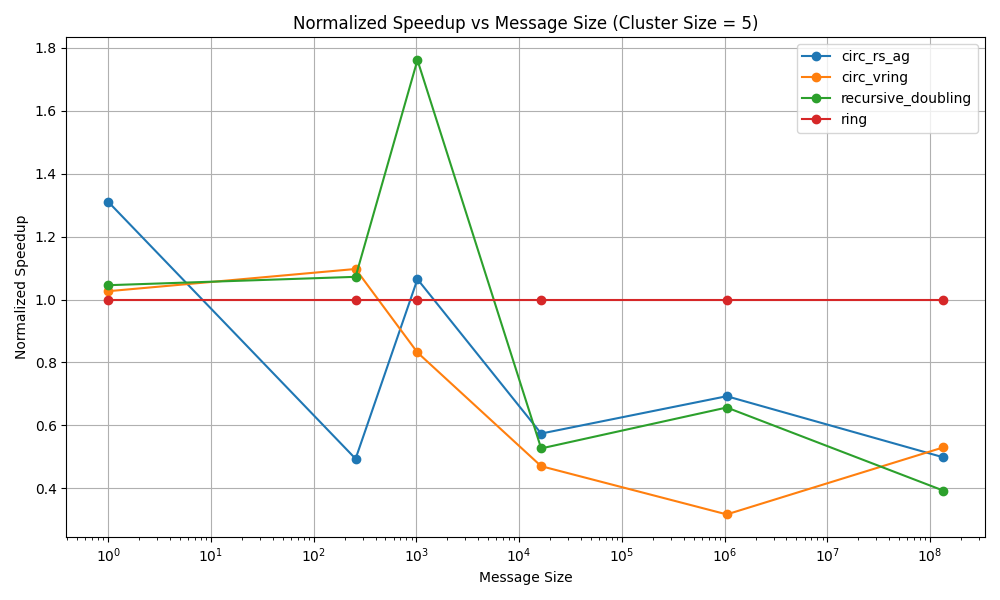 Normalized Speedup vs Message Size (Cluster Size = 5)
circ_rs_ag
circ_vring
recursive_doubling
ring
Normalized Speedup
1.8
1.6
1.4
1.2
1.0
0.8
0.6
0.4
10⁰ 10¹ 10² 10³ 10⁴ 10⁵ 10⁶ 10⁷ 10⁸
Message Size